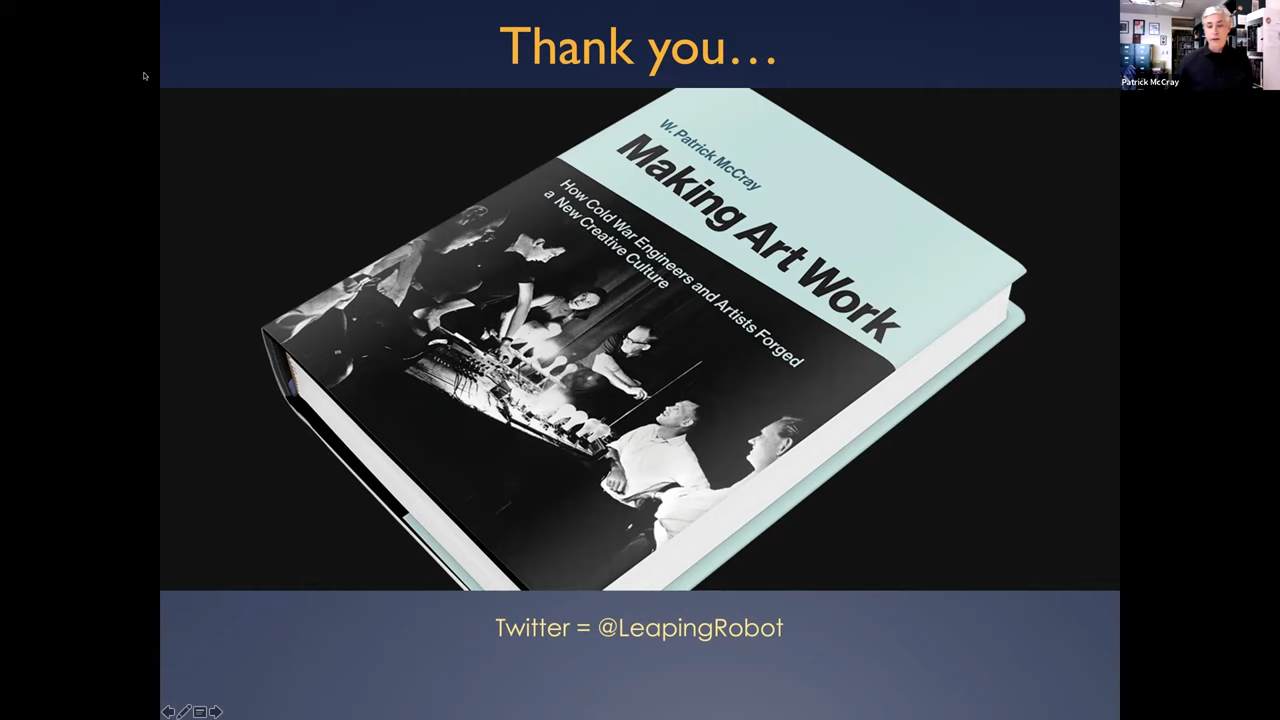 Thank you...
Patrick McCray
W. Patrick McCray
Making Art Work
How Cold War Engineers and Artists Forged
a New Creative Culture
Twitter = @LeapingRobot